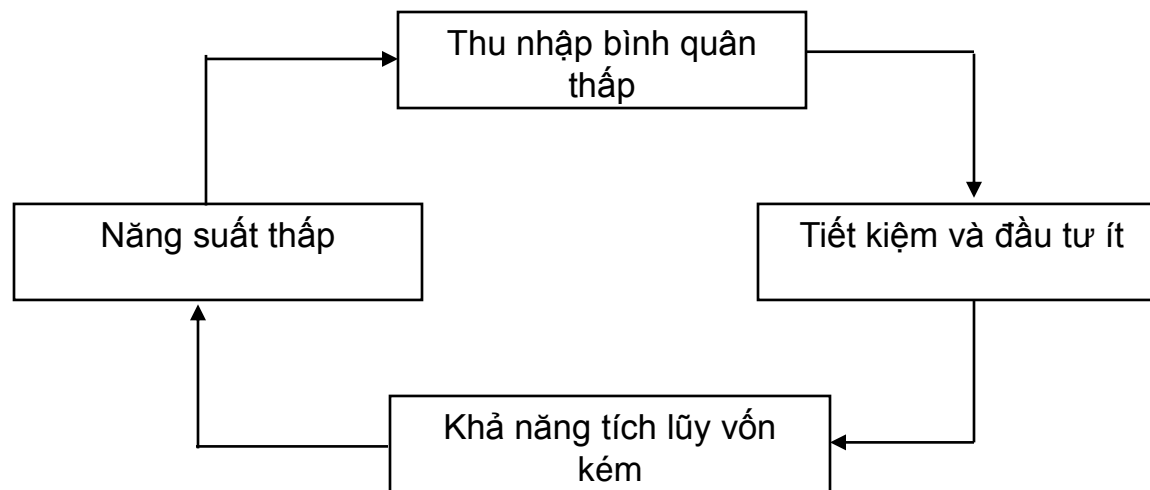 Thu nhập bình quân
thấp
Năng suất thấp
Tiết kiệm và đầu tư ít
Khả năng tích lũy vốn
kém